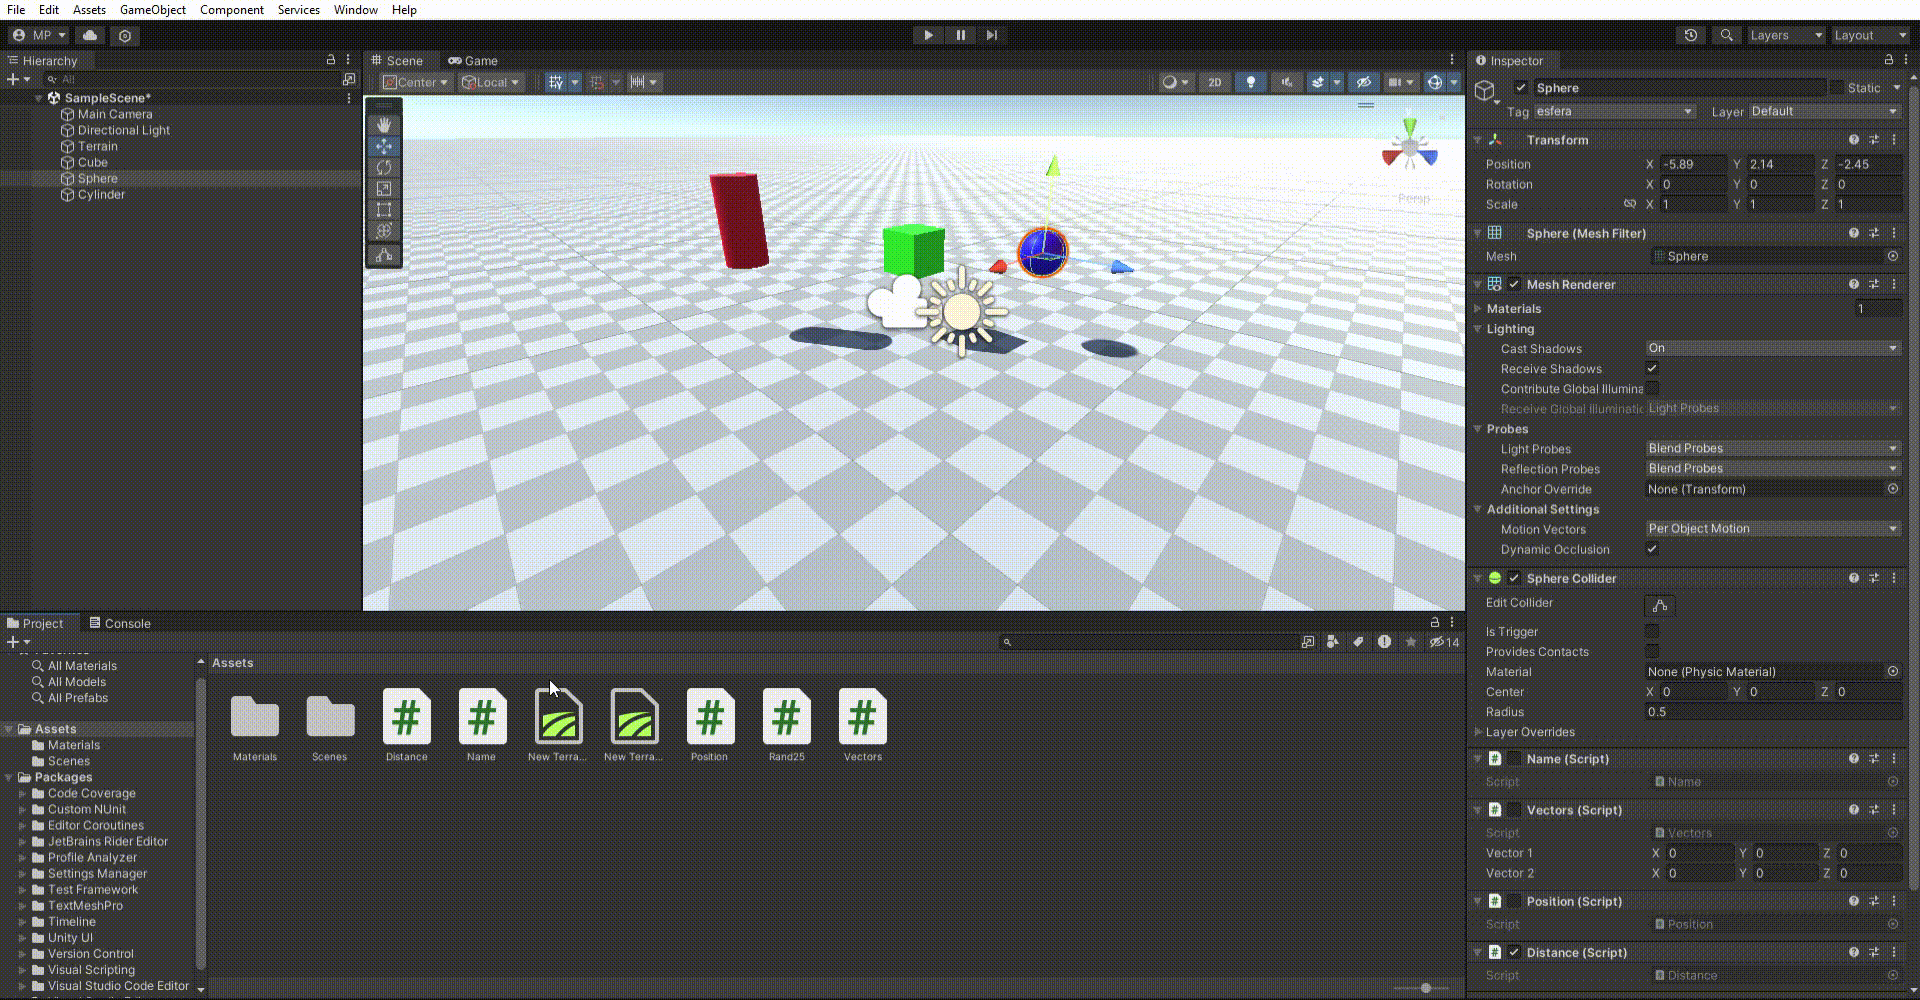 File Edit Assets GameObject Component Services Window Help
MP Layers Layout
Hierarchy
All
SampleScene*
Main Camera
Directional Light
Terrain
Cube
Sphere
Cylinder
Scene Game
Center Local 2D
Persp
Inspector
Sphere Static
Tag esfera Layer Default
Transform
Position X -5.89 Y 2.14 Z -2.45
Rotation X 0 Y 0 Z 0
Scale X 1 Y 1 Z 1
Sphere (Mesh Filter)
Mesh Sphere
Mesh Renderer
Materials 1
Lighting
Cast Shadows On
Receive Shadows
Contribute Global Illumina
Receive Global Illuminatic Light Probes
Probes
Light Probes Blend Probes
Reflection Probes Blend Probes
Anchor Override None (Transform)
Additional Settings
Motion Vectors Per Object Motion
Dynamic Occlusion
Sphere Collider
Edit Collider
Is Trigger
Provides Contacts
Material None (Physic Material)
Center X 0 Y 0 Z 0
Radius 0.5
Layer Overrides
Name (Script)
Script Name
Vectors (Script)
Script Vectors
Vector 1 X 0 Y 0 Z 0
Vector 2 X 0 Y 0 Z 0
Position (Script)
Script Position
Distance (Script)
Script Distance
Project Console
14
All Materials
All Models
All Prefabs
Assets
Materials
Scenes
Packages
Code Coverage
Custom NUnit
Editor Coroutines
JetBrains Rider Editor
Profile Analyzer
Settings Manager
Test Framework
TextMeshPro
Timeline
Unity UI
Version Control
Visual Scripting
Visual Studio Code Editor
Assets
Materials Scenes Distance Name New Terra... New Terra... Position Rand25 Vectors